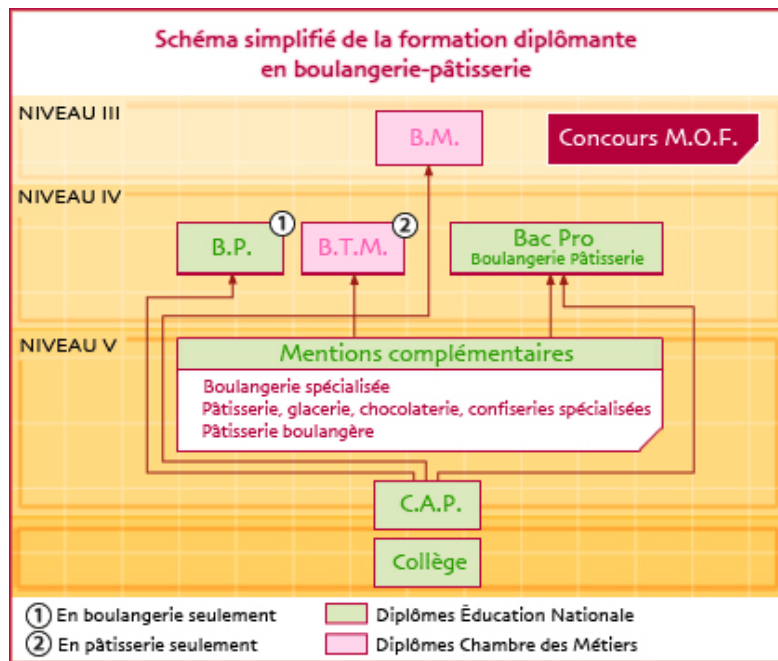 Schéma simplifié de la formation diplômante
en boulangerie-pâtisserie
NIVEAU III
B.M.
Concours M.O.F.
NIVEAU IV
B.P.
1
B.T.M.
2
Bac Pro
Boulangerie Pâtisserie
NIVEAU V
Mentions complémentaires
Boulangerie spécialisée
Pâtisserie, glacerie, chocolaterie, confiseries spécialisées
Pâtisserie boulangère
C.A.P.
Collège
1 En boulangerie seulement
Diplômes Éducation Nationale
2 En pâtisserie seulement
Diplômes Chambre des Métiers